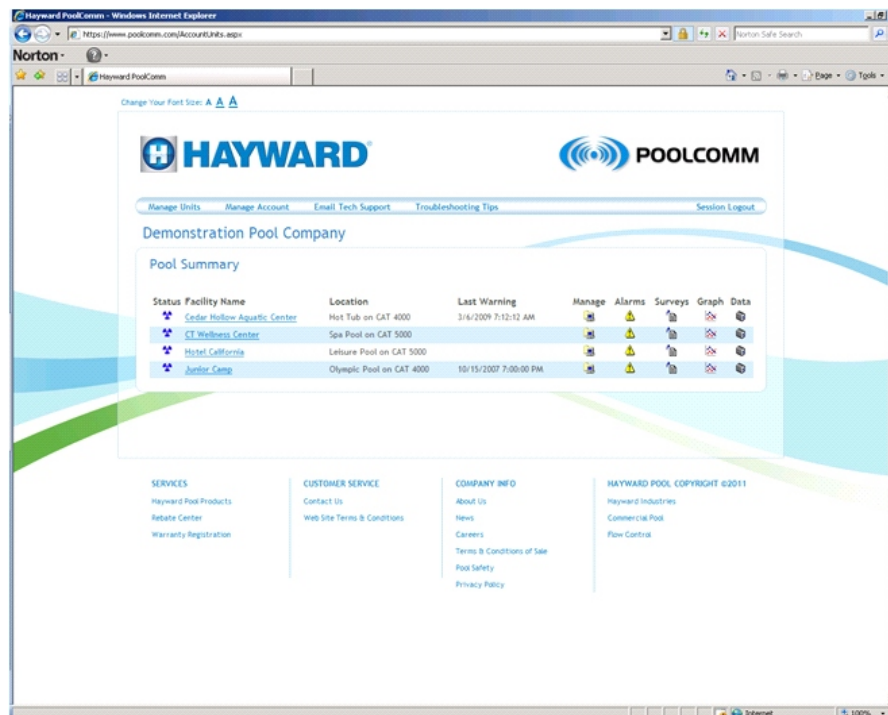 Hayward PoolComm - Windows Internet Explorer
https://www.poolcomm.com/AccountUnits.aspx
Norton Safe Search
Norton -
Hayward PoolComm
Page Tools
Change Your Font Size: A A A
H HAYWARD®
POOLCOMM
Manage Units Manage Account Email Tech Support Troubleshooting Tips Session Logout
Demonstration Pool Company
Pool Summary
Status Facility Name Location Last Warning Manage Alarms Surveys Graph Data
Cedar Hollow Aquatic Center Hot Tub on CAT 4000 3/6/2009 7:12:12 AM
CT Wellness Center Spa Pool on CAT 5000
Hotel California Leisure Pool on CAT 5000
Junior Camp Olympic Pool on CAT 4000 10/15/2007 7:00:00 PM
SERVICES CUSTOMER SERVICE COMPANY INFO HAYWARD POOL COPYRIGHT ©2011
Hayward Pool Products Contact Us About Us Hayward Industries
Rebate Center Web Site Terms & Conditions News Commercial Pool
Warranty Registration Careers Flow Control
Terms & Conditions of Sale
Pool Safety
Privacy Policy
Internet 100%